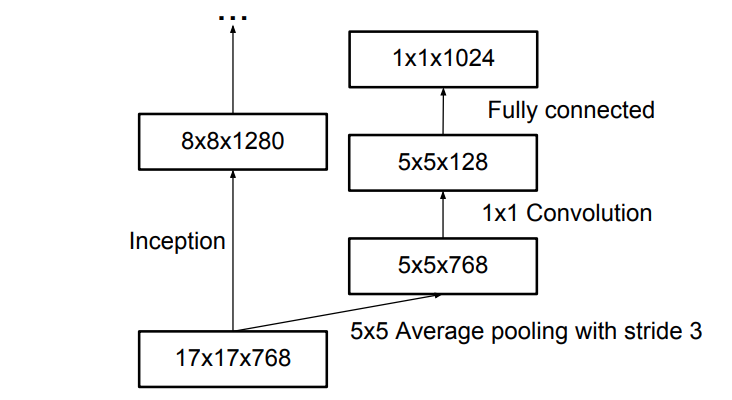 ...
1x1x1024
Fully connected
8x8x1280
5x5x128
1x1 Convolution
Inception
5x5x768
5x5 Average pooling with stride 3
17x17x768